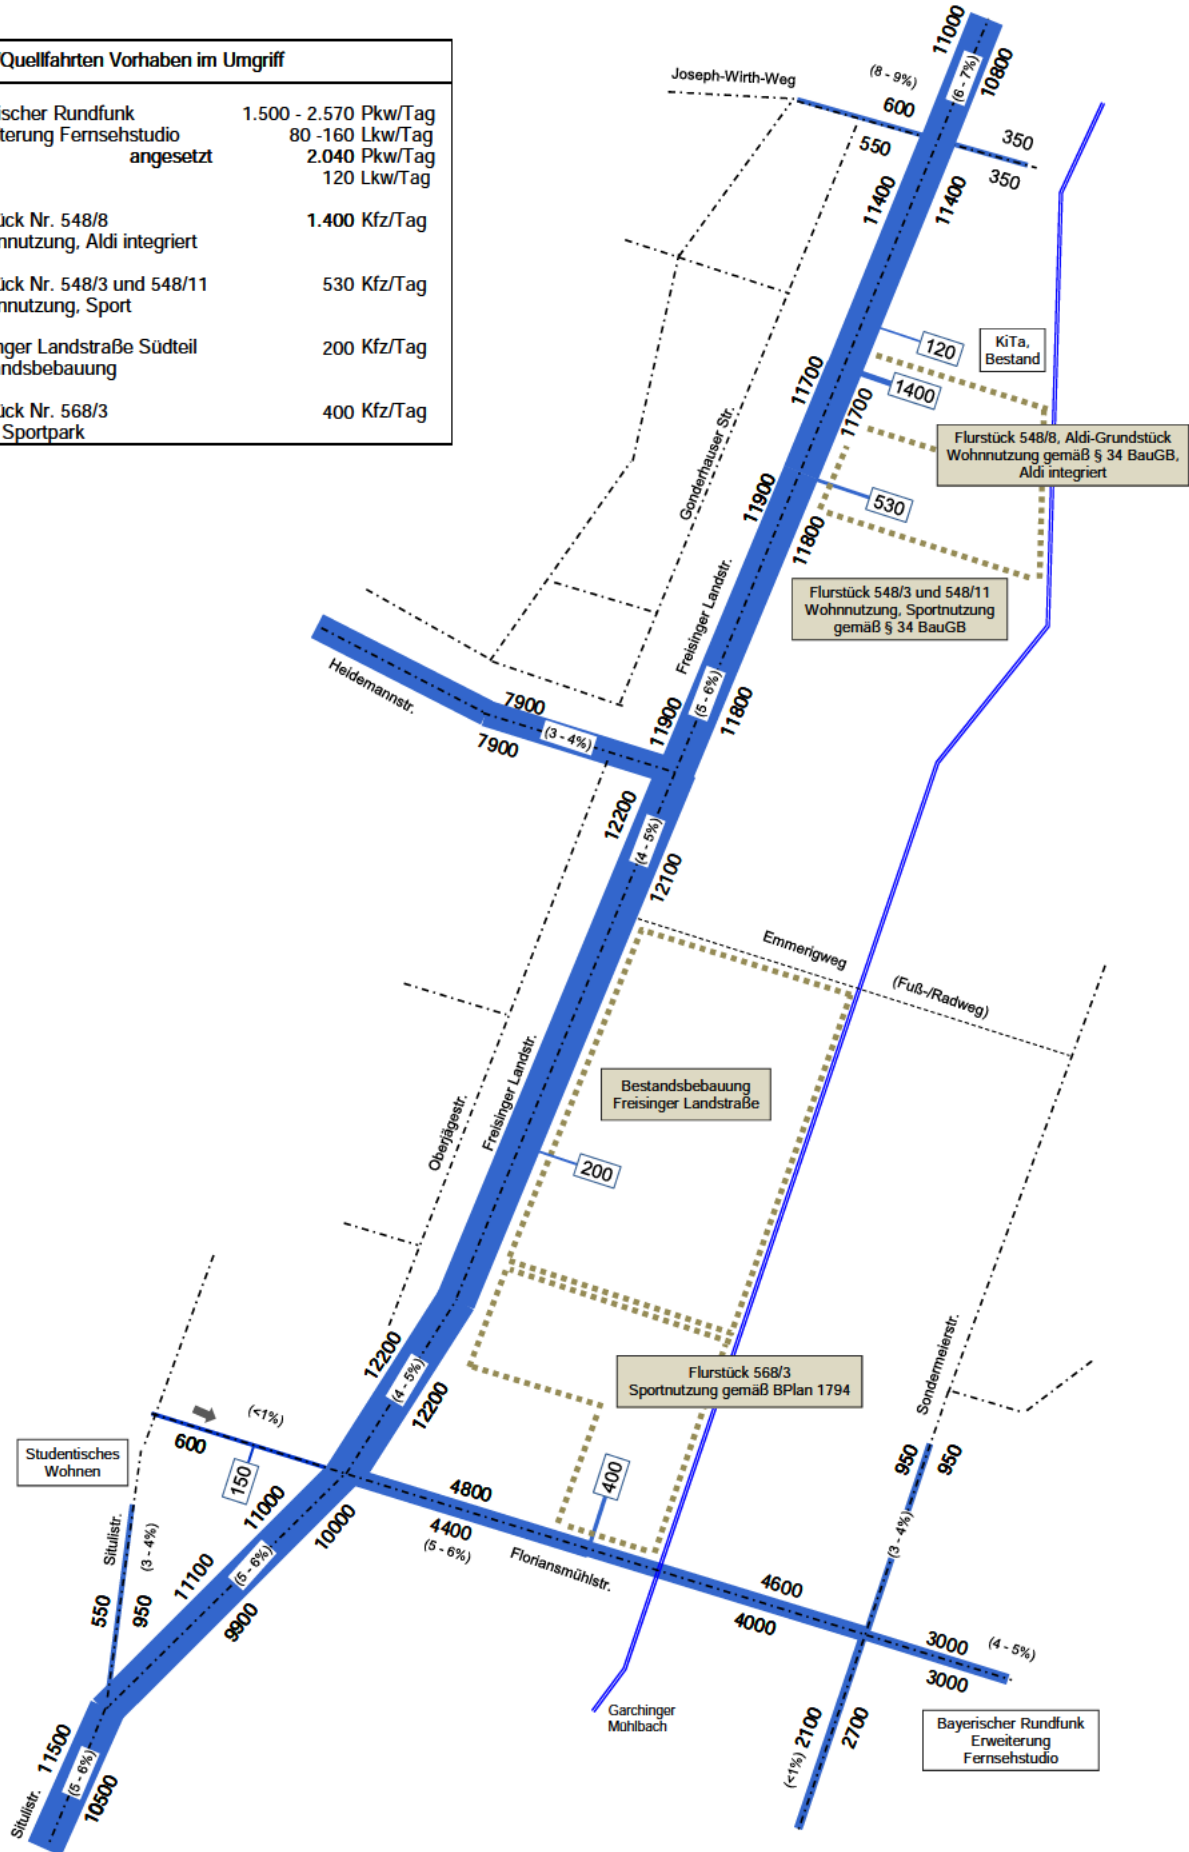 /Quellfahrten Vorhaben im Umgriff
ischer Rundfunk 1.500 - 2.570 Pkw/Tag
terung Fernsehstudio 80 -160 Lkw/Tag
angesetzt 2.040 Pkw/Tag
120 Lkw/Tag
ück Nr. 548/8 1.400 Kfz/Tag
nnutzung, Aldi integriert
ück Nr. 548/3 und 548/11 530 Kfz/Tag
nnutzung, Sport
nger Landstraße Südteil 200 Kfz/Tag
andsbebauung
ück Nr. 568/3 400 Kfz/Tag
Sportpark
11000
(6 - 7%)
10800
Joseph-Wirth-Weg
(8 - 9%)
600
550
350
350
11400
11400
120
KiTa,
Bestand
1400
11700
11700
Flurstück 548/8, Aldi-Grundstück
Wohnnutzung gemäß § 34 BauGB,
Aldi integriert
Gonderhauser Str.
11900
530
11800
Flurstück 548/3 und 548/11
Wohnnutzung, Sportnutzung
gemäß § 34 BauGB
Freisinger Landstr.
Heidemannstr.
7900
(3 - 4%)
7900
11900
(5 - 6%)
11800
12200
(4 - 5%)
12100
Emmerigweg
(Fuß-/Radweg)
Bestandsbebauung
Freisinger Landstraße
Freisinger Landstr.
Oberjägestr.
200
12200
(4 - 5%)
12200
Flurstück 568/3
Sportnutzung gemäß BPlan 1794
Sondermeierstr.
(<1%)
600
150
Studentisches
Wohnen
400
950
950
(3 - 4%)
4800
4400
(5 - 6%)
Floriansmühlstr.
11000
10000
Situlistr.
(3 - 4%)
550
950
11100
(5 - 6%)
9900
4600
4000
3000
(4 - 5%)
3000
Garchinger
Mühlbach
(<1%)
2100
2700
Bayerischer Rundfunk
Erweiterung
Fernsehstudio
11500
(5 - 6%)
10500
Situlistr.